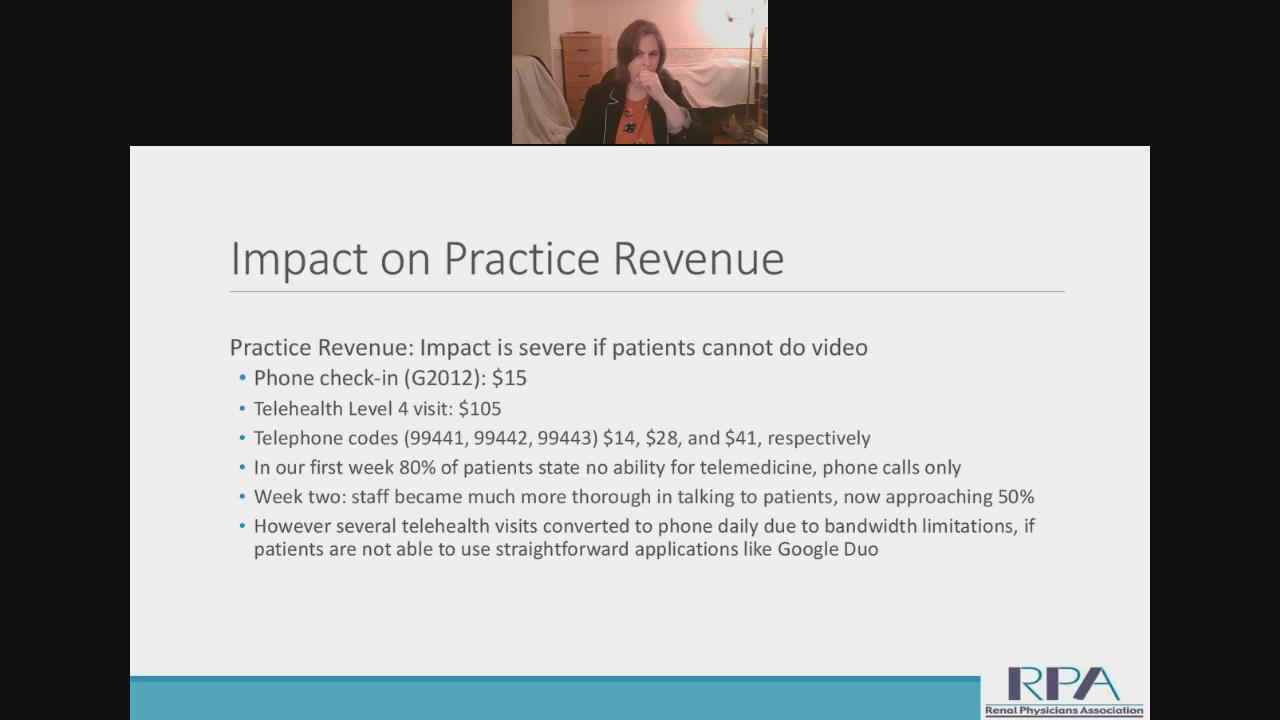 Impact on Practice Revenue
Practice Revenue: Impact is severe if patients cannot do video
• Phone check-in (G2012): $15
• Telehealth Level 4 visit: $105
• Telephone codes (99441, 99442, 99443) $14, $28, and $41, respectively
• In our first week 80% of patients state no ability for telemedicine, phone calls only
• Week two: staff became much more thorough in talking to patients, now approaching 50%
• However several telehealth visits converted to phone daily due to bandwidth limitations, if
patients are not able to use straightforward applications like Google Duo
RPA
Renal Physicians Association